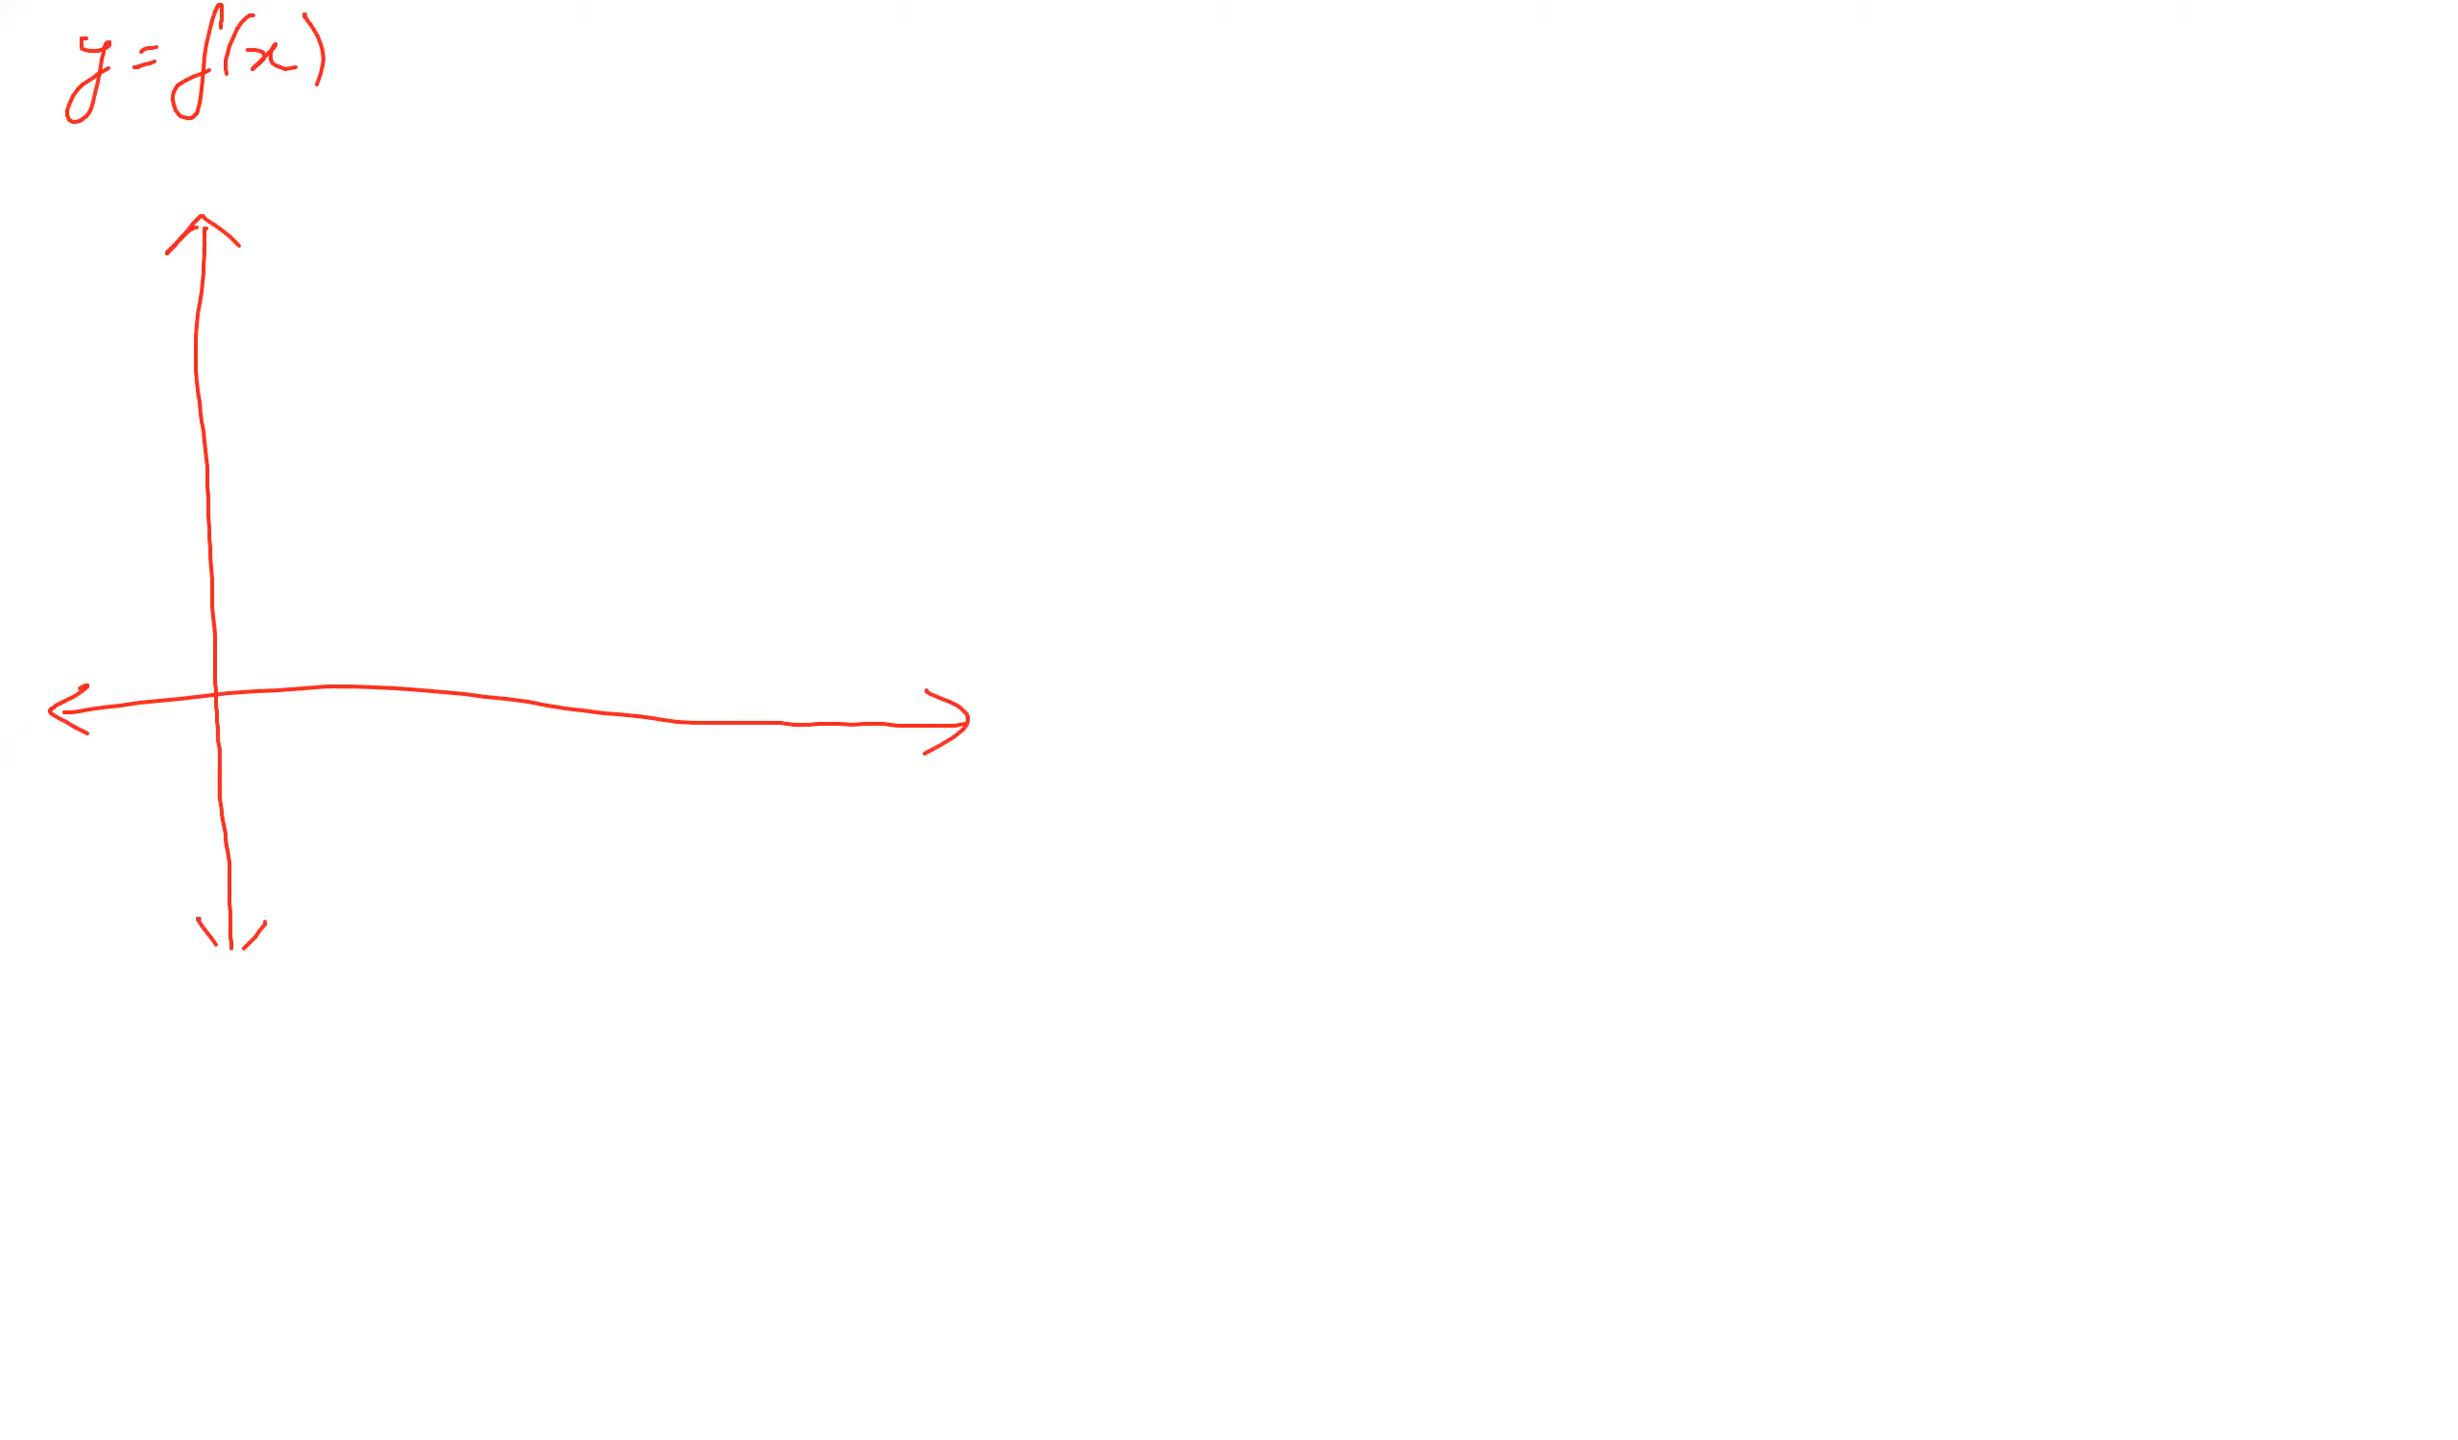 y = f(x)